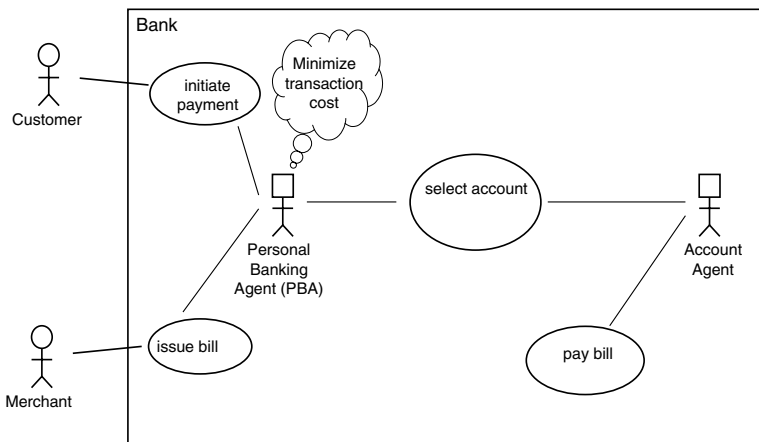 Bank
Minimize
transaction
cost
initiate
payment
Customer
select account
Personal
Banking
Agent (PBA)
Account
Agent
issue bill
pay bill
Merchant